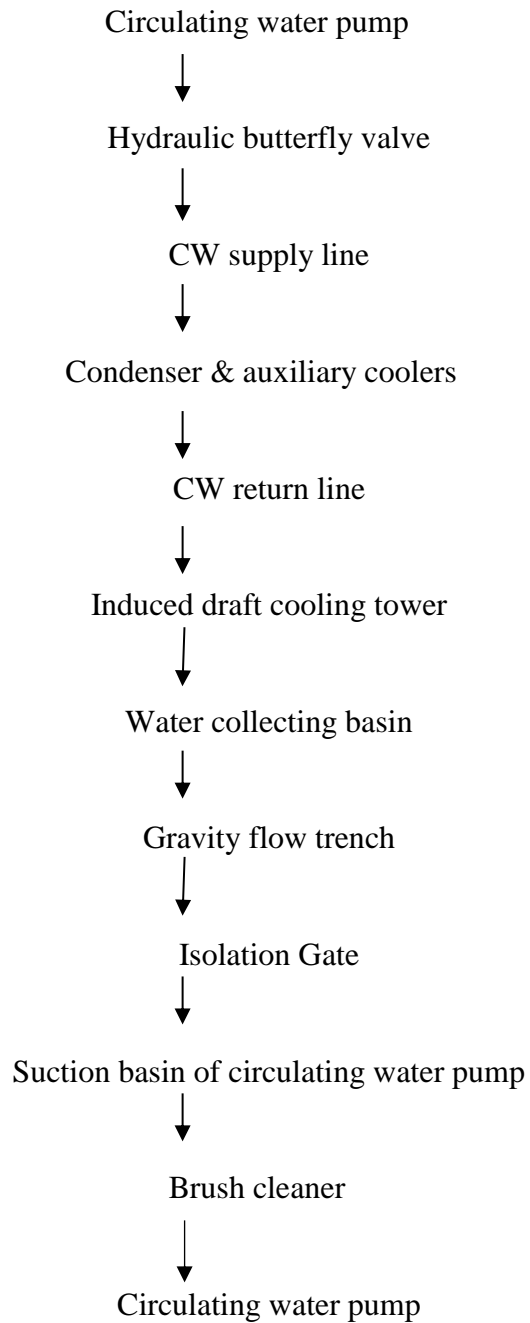 Circulating water pump
Hydraulic butterfly valve
CW supply line
Condenser & auxiliary coolers
CW return line
Induced draft cooling tower
Water collecting basin
Gravity flow trench
Isolation Gate
Suction basin of circulating water pump
Brush cleaner
Circulating water pump